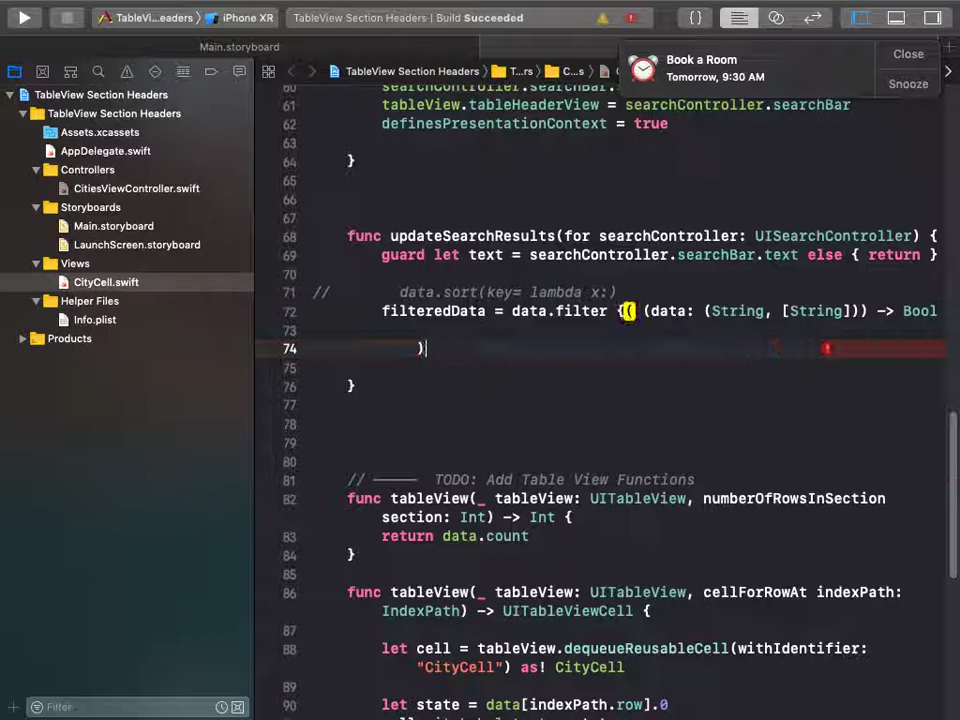 TableVi...eaders
iPhone XR
TableView Section Headers | Build Succeeded
Main.storyboard
Book a Room
Tomorrow, 9:30 AM
Close
Snooze
TableView Section Headers
T...rs
C...s
TableView Section Headers
TableView Section Headers
Assets.xcassets
AppDelegate.swift
Controllers
CitiesViewController.swift
Storyboards
Main.storyboard
LaunchScreen.storyboard
Views
CityCell.swift
Helper Files
Info.plist
Products
Filter
61 tableView.tableHeaderView = searchController.searchBar
62 definesPresentationContext = true
63
64 }
65
66
67
68 func updateSearchResults(for searchController: UISearchController) {
69 guard let text = searchController.searchBar.text else { return }
70
71 // data.sort(key= lambda x:)
72 filteredData = data.filter {( (data: (String, [String])) -> Bool
73
74 )
75
76 }
77
78
79
80
81 // ——— TODO: Add Table View Functions
82 func tableView(_ tableView: UITableView, numberOfRowsInSection
section: Int) -> Int {
83 return data.count
84 }
85
86 func tableView(_ tableView: UITableView, cellForRowAt indexPath:
IndexPath) -> UITableViewCell {
87
88 let cell = tableView.dequeueReusableCell(withIdentifier:
"CityCell") as! CityCell
89
90 let state = data[indexPath.row].0